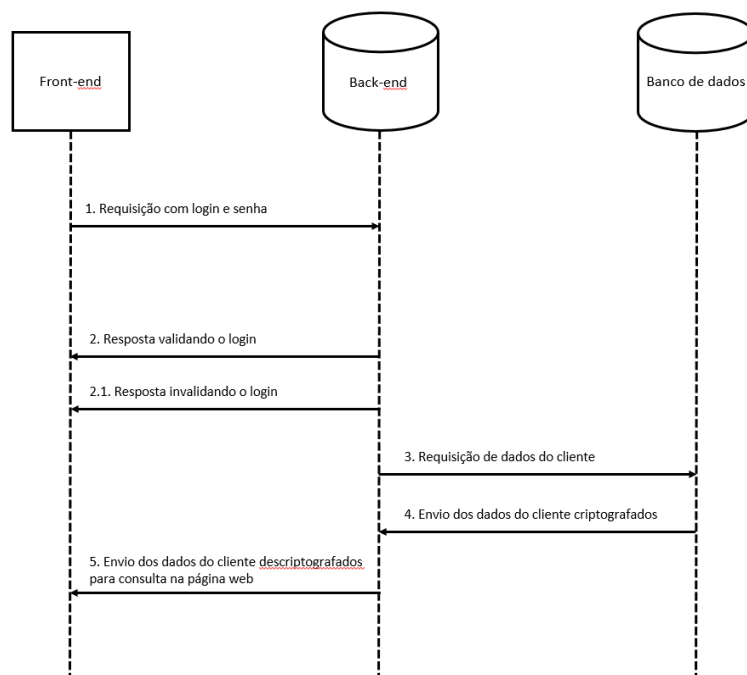 Front-end
Back-end
Banco de dados
1. Requisição com login e senha
2. Resposta validando o login
2.1. Resposta invalidando o login
3. Requisição de dados do cliente
4. Envio dos dados do cliente criptografados
5. Envio dos dados do cliente descriptografados
para consulta na página web